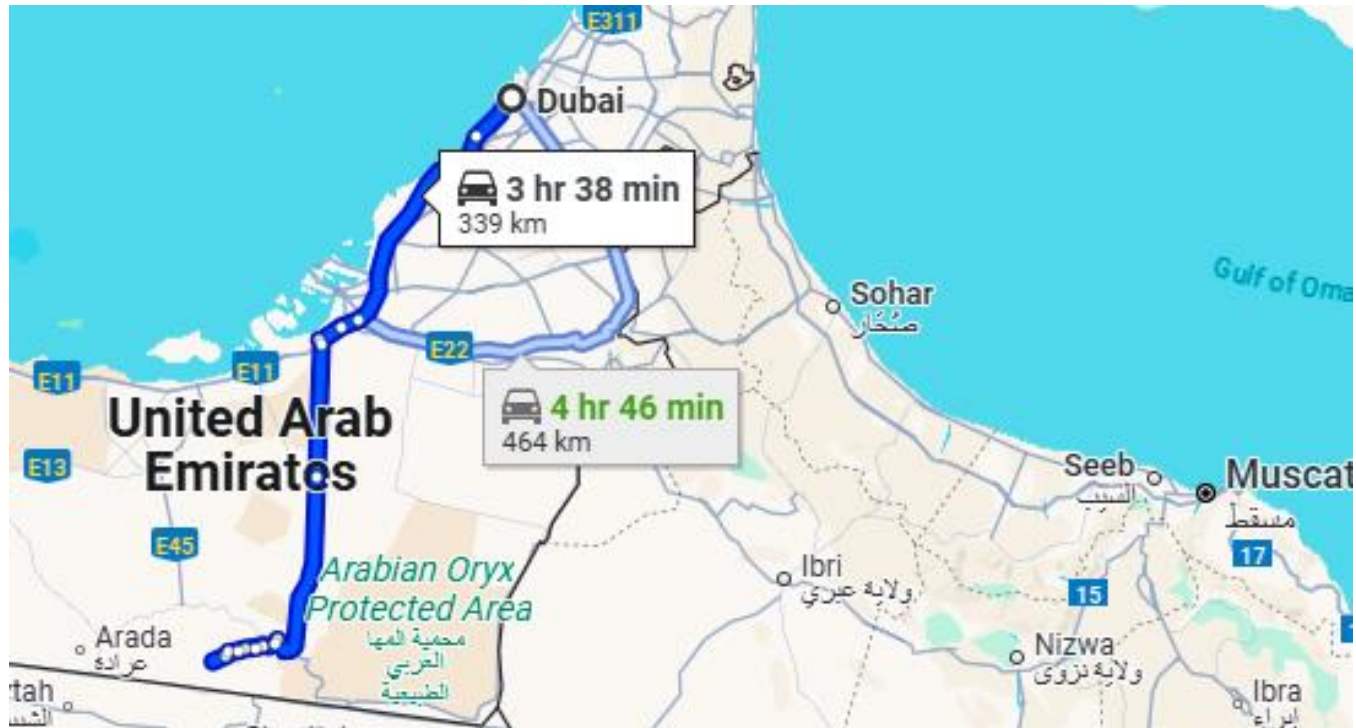 E311
Dubai
3 hr 38 min
339 km
Gulf of Oma
Sohar
صُحَار
E22
E11
E11
4 hr 46 min
464 km
United Arab
Emirates
E13
Seeb
السيب
Muscat
مسقط
E45
17
Arabian Oryx
Protected Area
محمية المها
العربي
الطبيعية
Ibri
ولاية عبري
15
Arada
عرادة
Nizwa
ولاية نزوى
tah
Ibra
إبراء